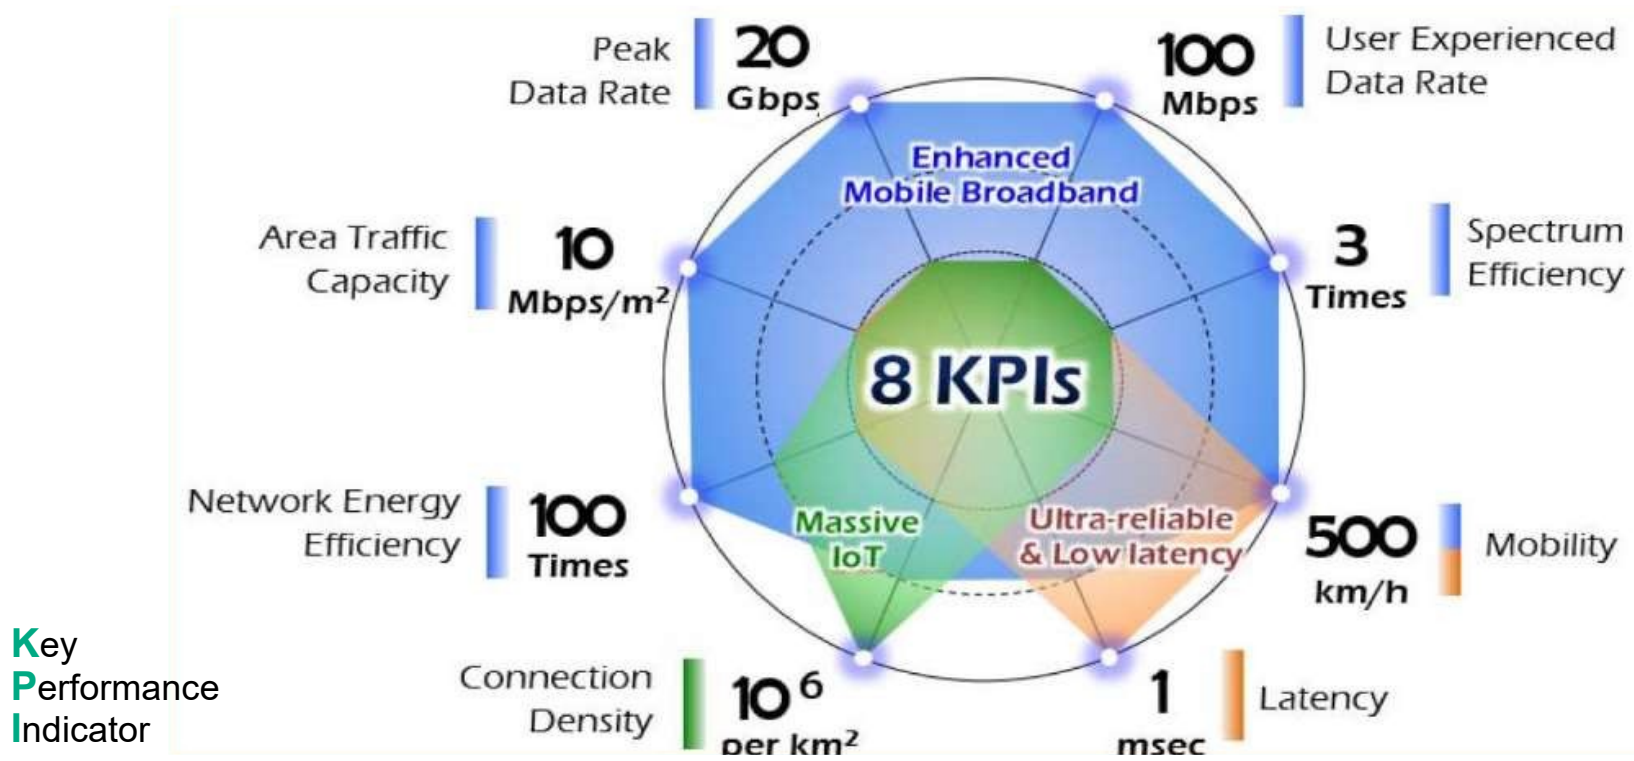 Peak
Data Rate
20
Gbps
100
Mbps
User Experienced
Data Rate
Enhanced
Mobile Broadband
Area Traffic
Capacity
10
Mbps/m²
3
Times
Spectrum
Efficiency
8 KPIs
Network Energy
Efficiency
100
Times
Massive
IoT
Ultra-reliable
& Low latency
500
km/h
Mobility
Connection
Density
10⁶
per km²
1
msec
Latency
Key
Performance
Indicator